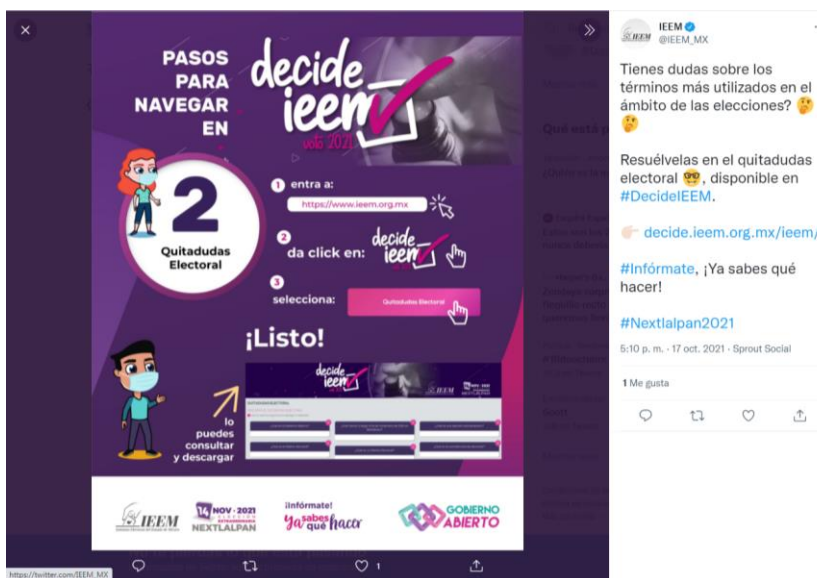 PASOS
PARA
NAVEGAR
EN
decide
ieem
voto 2021
2
Quitadudas
Electoral
1 entra a:
https://www.ieem.org.mx
2
da click en:
decide
ieem
3
selecciona:
Quitadudas Electoral
¡Listo!
decide
ieem
IEEM
lo
puedes
consultar
y descargar
IEEM
14 NOV · 2021
NEXTLALPAN
¡Infórmate!
Ya sabes
qué hacer
GOBIERNO
ABIERTO
1
https://twitter.com/IEEM_MX
IEEM
@IEEM_MX
Tienes dudas sobre los
términos más utilizados en el
ámbito de las elecciones? 🤔
🤔
Resuélvelas en el quitadudas
electoral 🤓, disponible en
#DecideIEEM.
👉🏻 decide.ieem.org.mx/ieem/
#Infórmate, ¡Ya sabes qué
hacer!
#Nextlalpan2021
5:10 p. m. · 17 oct. 2021 · Sprout Social
1 Me gusta